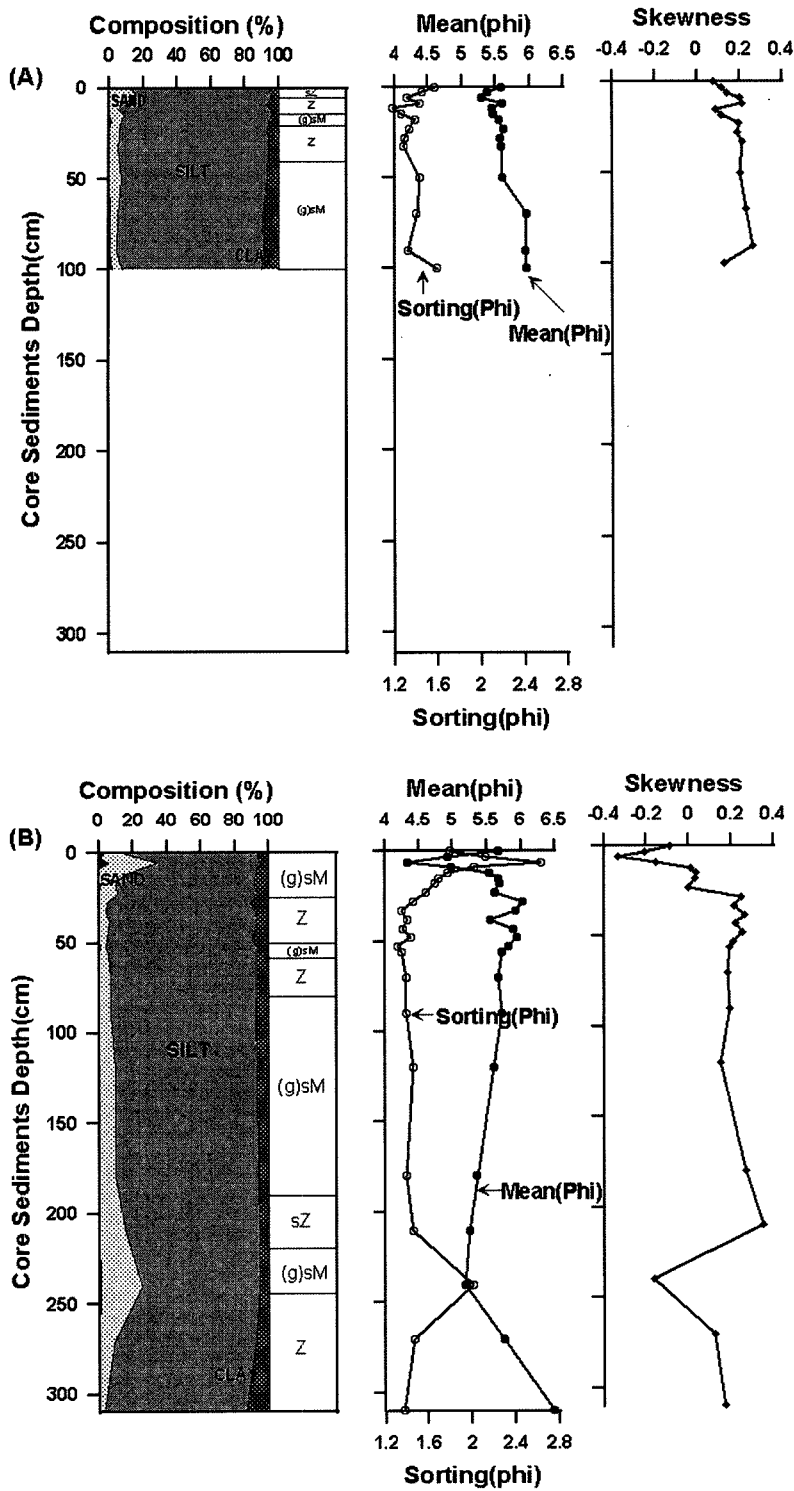 Composition (%)
Mean(phi)
Skewness
0 20 40 60 80 100
4 4.5 5 5.5 6 6.5
-0.4 -0.2 0 0.2 0.4
(A)
0
50
100
150
200
250
300
Core Sediments Depth(cm)
SAND
SILT
CLA
sZ
Z
(g)sM
Z
(g)sM
Sorting(Phi)
Mean(Phi)
1.2 1.6 2 2.4 2.8
Sorting(phi)
Composition (%)
Mean(phi)
Skewness
0 20 40 60 80 100
4 4.5 5 5.5 6 6.5
-0.4 -0.2 0 0.2 0.4
(B)
0
50
100
150
200
250
300
Core Sediments Depth(cm)
SAND
SILT
CLA
(g)sM
Z
(g)sM
Z
(g)sM
sZ
(g)sM
Z
Sorting(Phi)
Mean(Phi)
1.2 1.6 2 2.4 2.8
Sorting(phi)